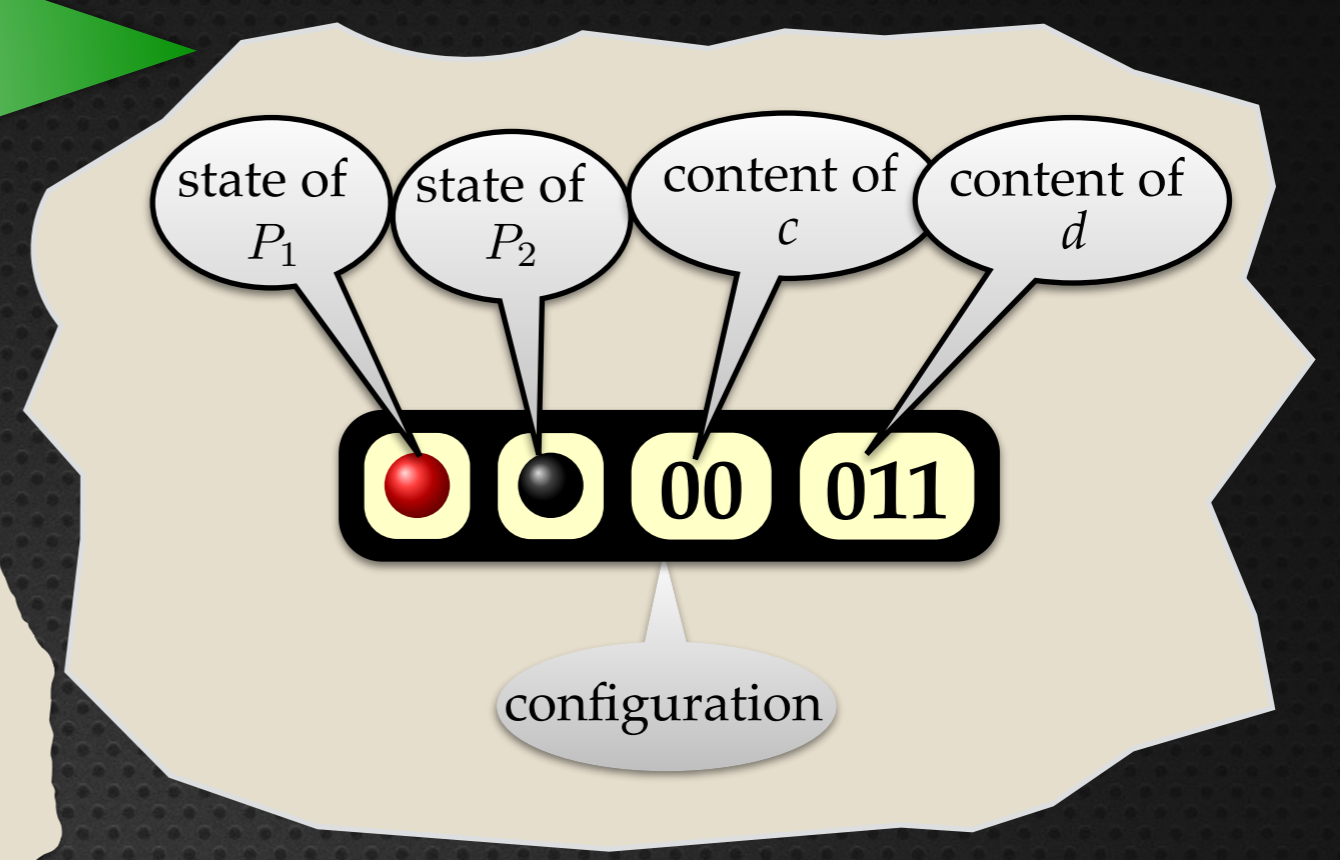 state of
P₁
state of
P₂
content of
c
content of
d
00
011
configuration